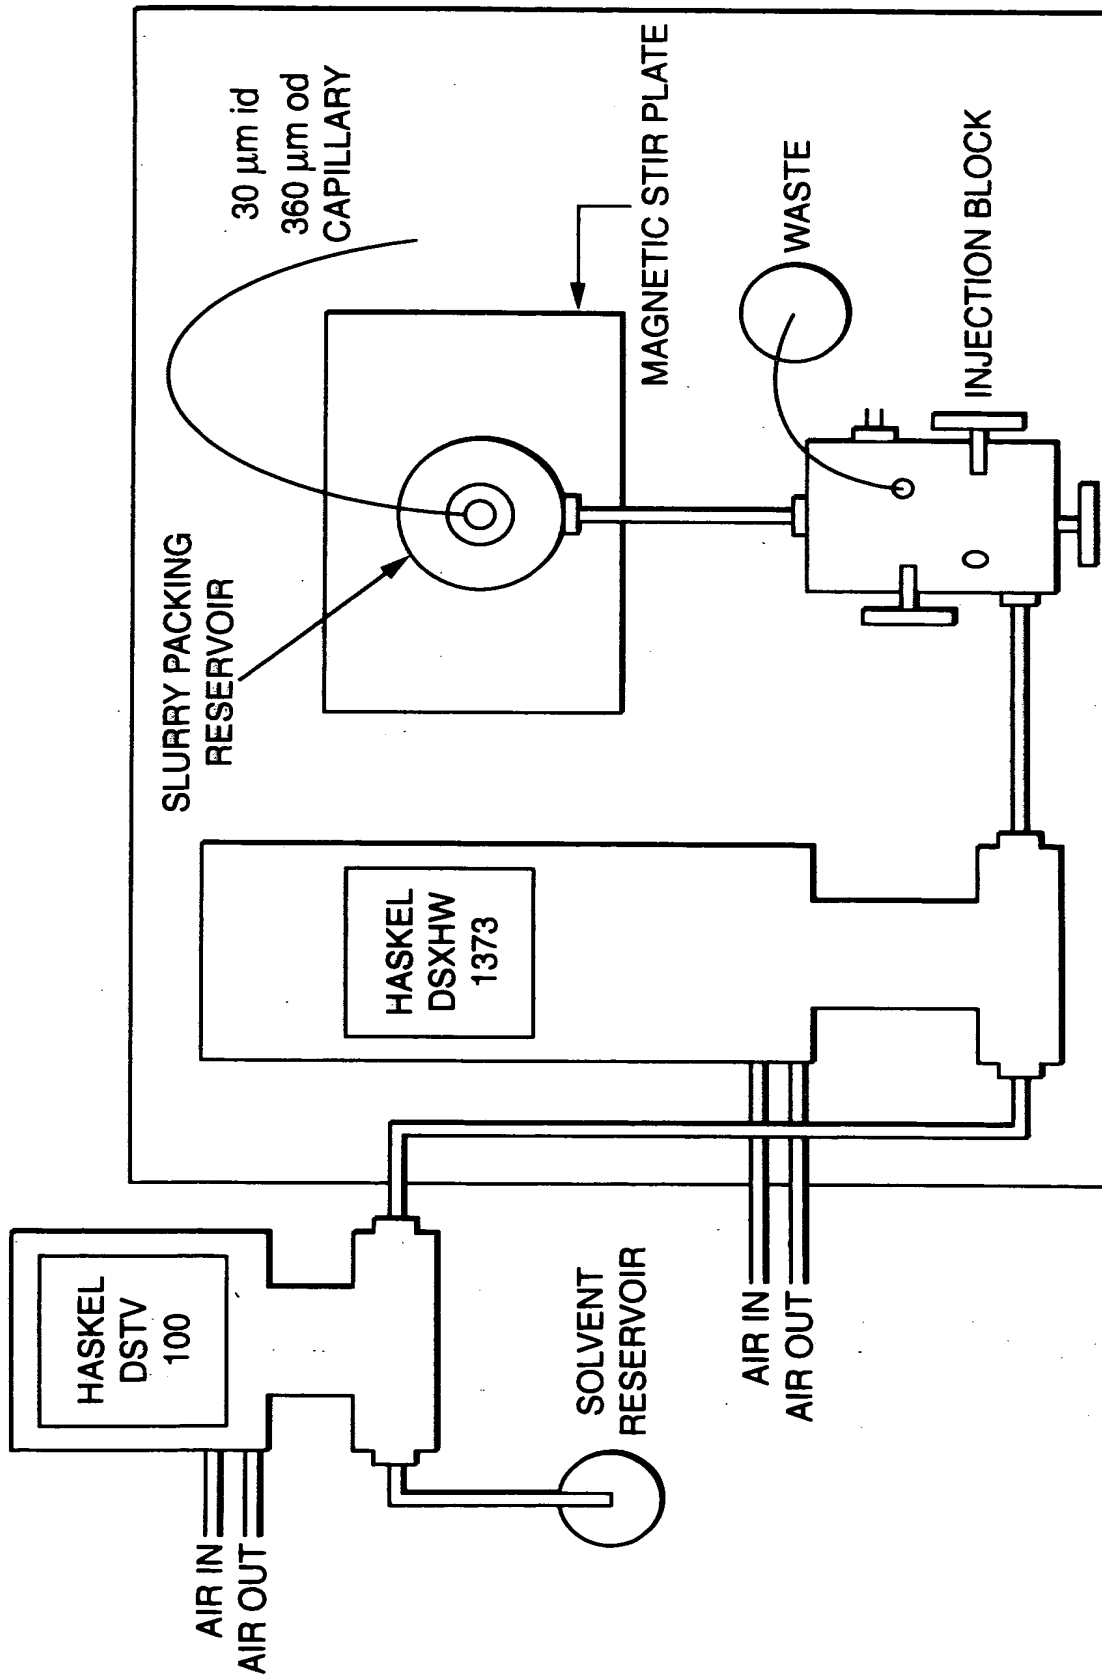 HASKEL
DSTV
100
AIR IN
AIR OUT
SOLVENT
RESERVOIR
HASKEL
DSXHW
1373
AIR IN
AIR OUT
SLURRY PACKING
RESERVOIR
30 μm id
360 μm od
CAPILLARY
MAGNETIC STIR PLATE
WASTE
INJECTION BLOCK